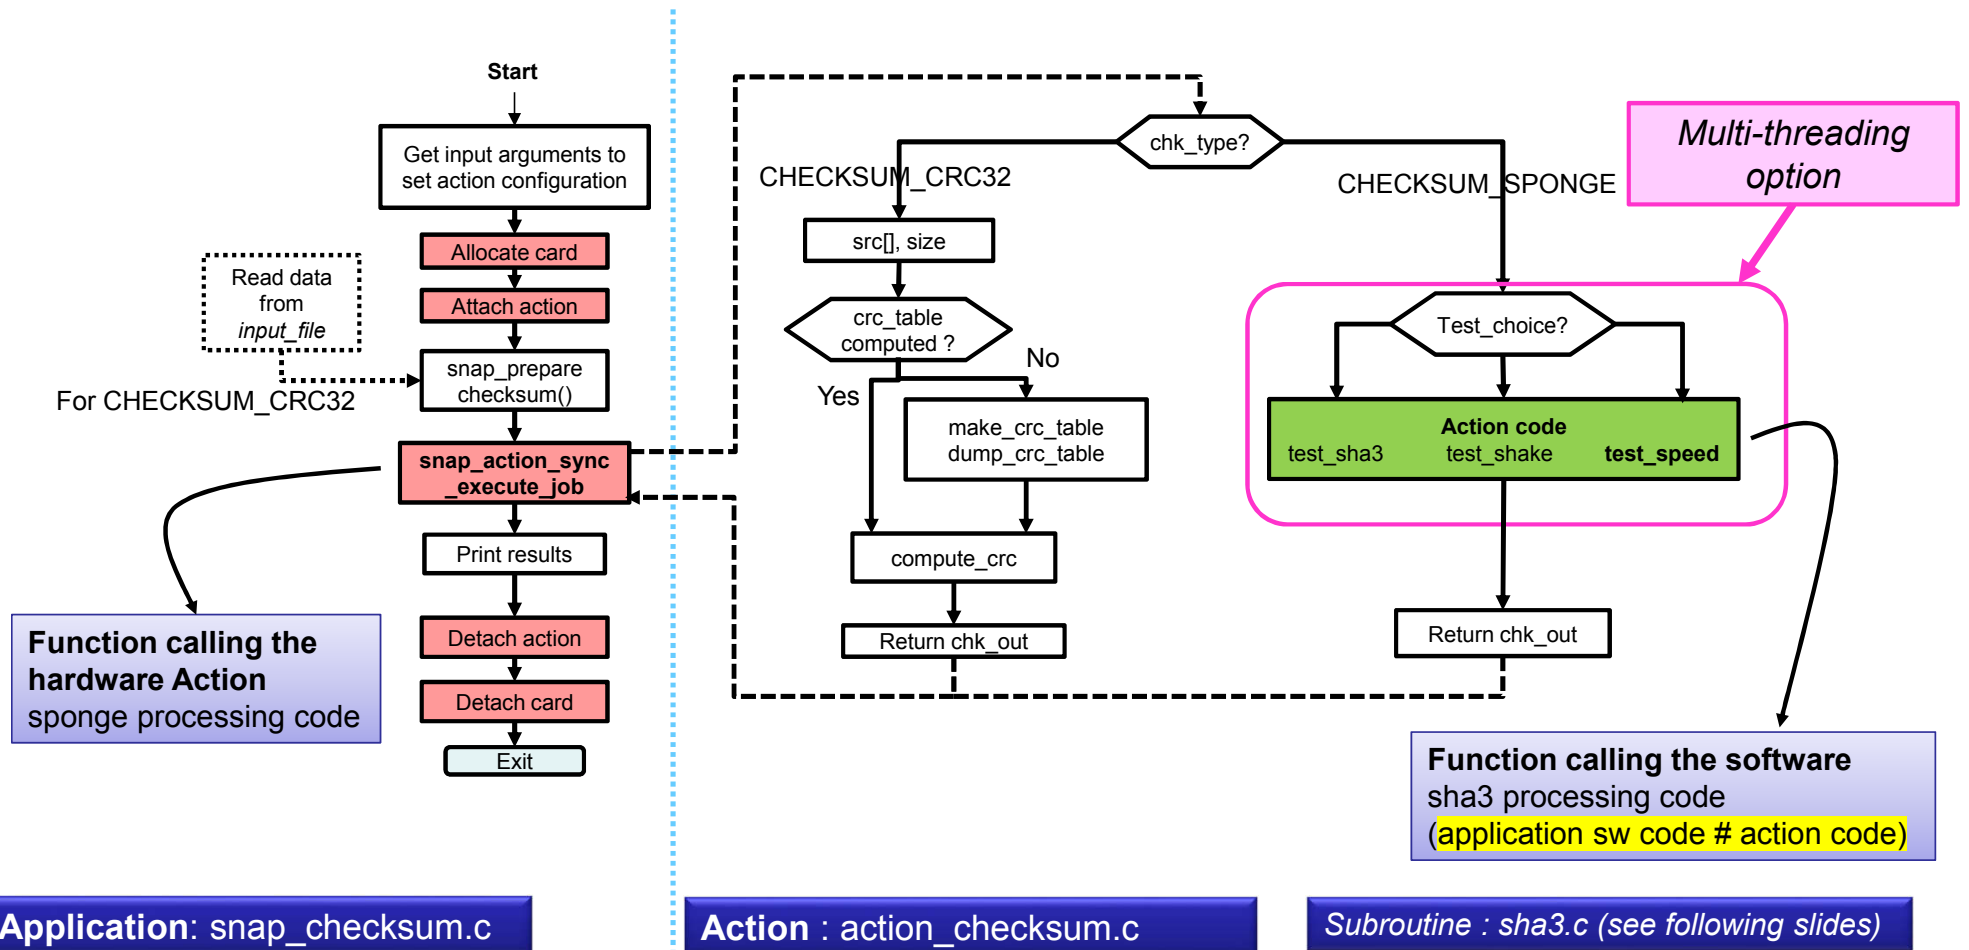 Start
Get input arguments to
set action configuration
Allocate card
Attach action
Read data
from
input_file
snap_prepare
checksum()
For CHECKSUM_CRC32
snap_action_sync
_execute_job
Print results
Detach action
Detach card
Exit
Function calling the
hardware Action
sponge processing code
Application: snap_checksum.c
chk_type?
CHECKSUM_CRC32
src[], size
crc_table
computed ?
No
Yes
make_crc_table
dump_crc_table
compute_crc
Return chk_out
CHECKSUM_SPONGE
Multi-threading
option
Test_choice?
Action code
test_sha3 test_shake test_speed
Return chk_out
Function calling the software
sha3 processing code
(application sw code # action code)
Action : action_checksum.c
Subroutine : sha3.c (see following slides)